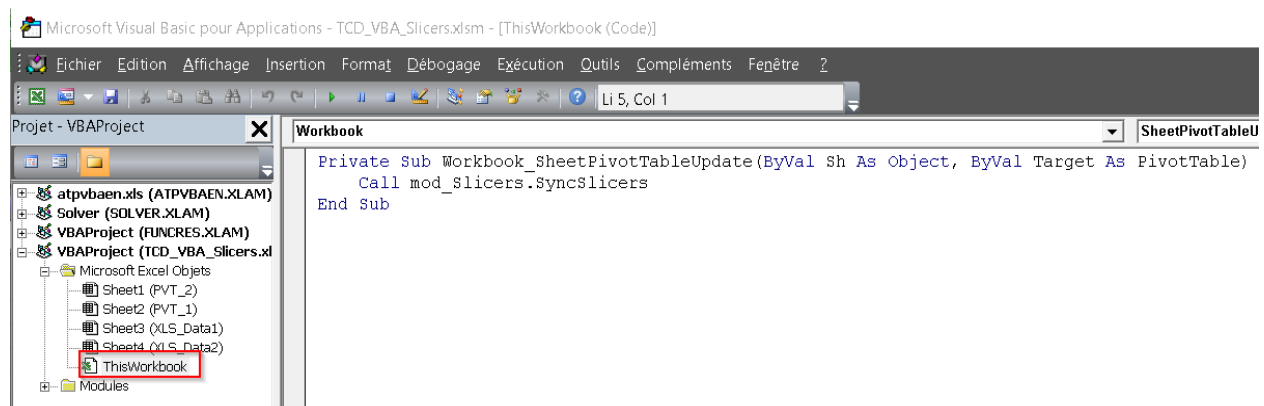 Microsoft Visual Basic pour Applications - TCD_VBA_Slicers.xlsm - [ThisWorkbook (Code)]
Fichier Edition Affichage Insertion Format Débogage Exécution Outils Compléments Fenêtre ?
Li 5, Col 1
Projet - VBAProject
Workbook
SheetPivotTableU
Private Sub Workbook_SheetPivotTableUpdate(ByVal Sh As Object, ByVal Target As PivotTable)
Call mod_Slicers.SyncSlicers
End Sub
atpvbaen.xls (ATPVBAEN.XLAM)
Solver (SOLVER.XLAM)
VBAProject (FUNCRES.XLAM)
VBAProject (TCD_VBA_Slicers.xl
Microsoft Excel Objets
Sheet1 (PVT_2)
Sheet2 (PVT_1)
Sheet3 (XLS_Data1)
Sheet4 (XLS_Data2)
ThisWorkbook
Modules